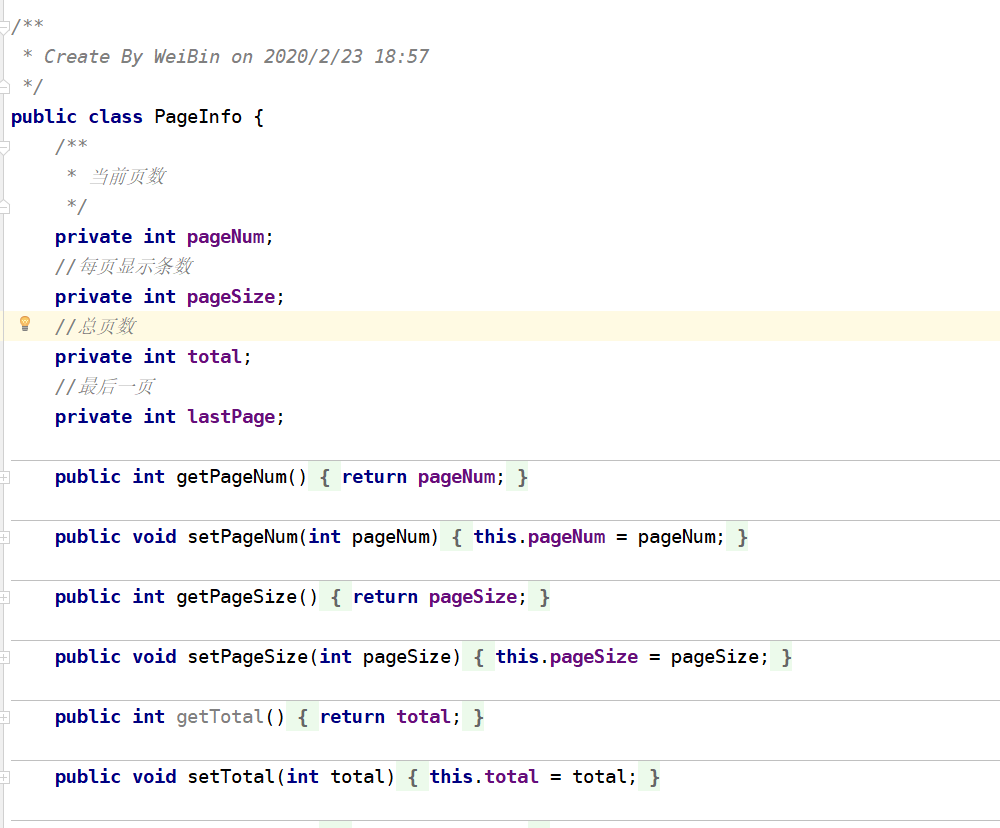 /**
 * Create By WeiBin on 2020/2/23 18:57
 */
public class PageInfo {
    /**
     * 当前页数
     */
    private int pageNum;
    //每页显示条数
    private int pageSize;
    //总页数
    private int total;
    //最后一页
    private int lastPage;
    public int getPageNum() { return pageNum; }
    public void setPageNum(int pageNum) { this.pageNum = pageNum; }
    public int getPageSize() { return pageSize; }
    public void setPageSize(int pageSize) { this.pageSize = pageSize; }
    public int getTotal() { return total; }
    public void setTotal(int total) { this.total = total; }